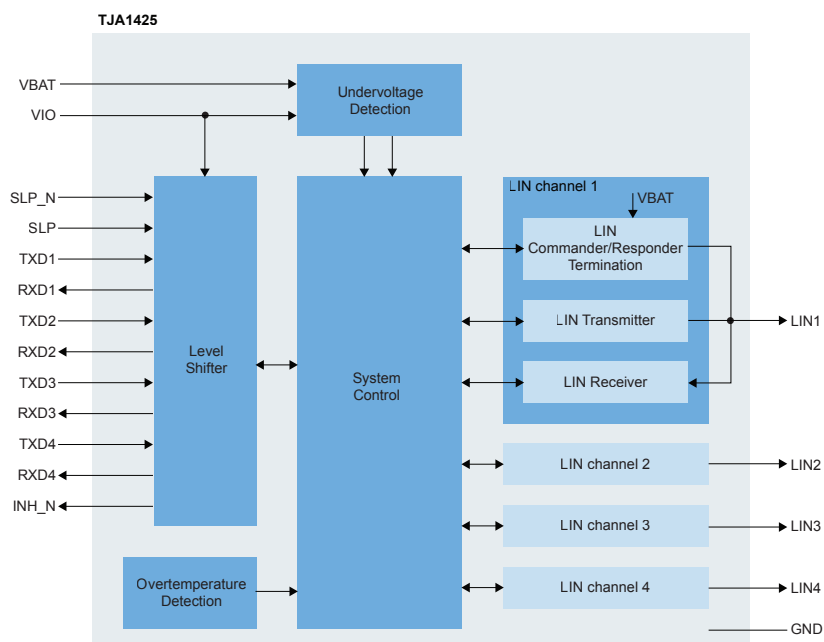 TJA1425
VBAT
VIO
Undervoltage
Detection
SLP_N
SLP
TXD1
RXD1
TXD2
RXD2
TXD3
RXD3
TXD4
RXD4
INH_N
Level
Shifter
System
Control
Overtemperature
Detection
LIN channel 1
VBAT
LIN
Commander/Responder
Termination
LIN Transmitter
LIN Receiver
LIN channel 2
LIN channel 3
LIN channel 4
LIN1
LIN2
LIN3
LIN4
GND